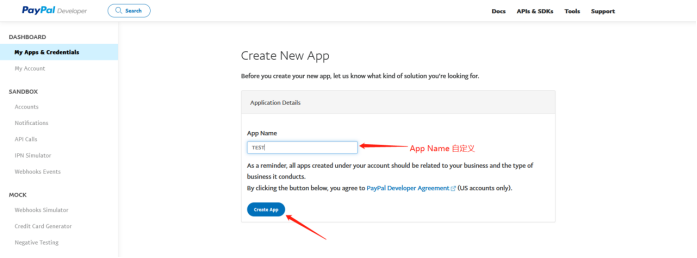 PayPal Developer
Search
Docs
APIs & SDKs
Tools
Support
DASHBOARD
My Apps & Credentials
My Account
SANDBOX
Accounts
Notifications
API Calls
IPN Simulator
Webhooks Events
MOCK
Webhooks Simulator
Credit Card Generator
Negative Testing
Create New App
Before you create your new app, let us know what kind of solution you're looking for.
Application Details
App Name
TEST
App Name 自定义
As a reminder, all apps created under your account should be related to your business and the type of
business it conducts.
By clicking the button below, you agree to PayPal Developer Agreement (US accounts only).
Create App